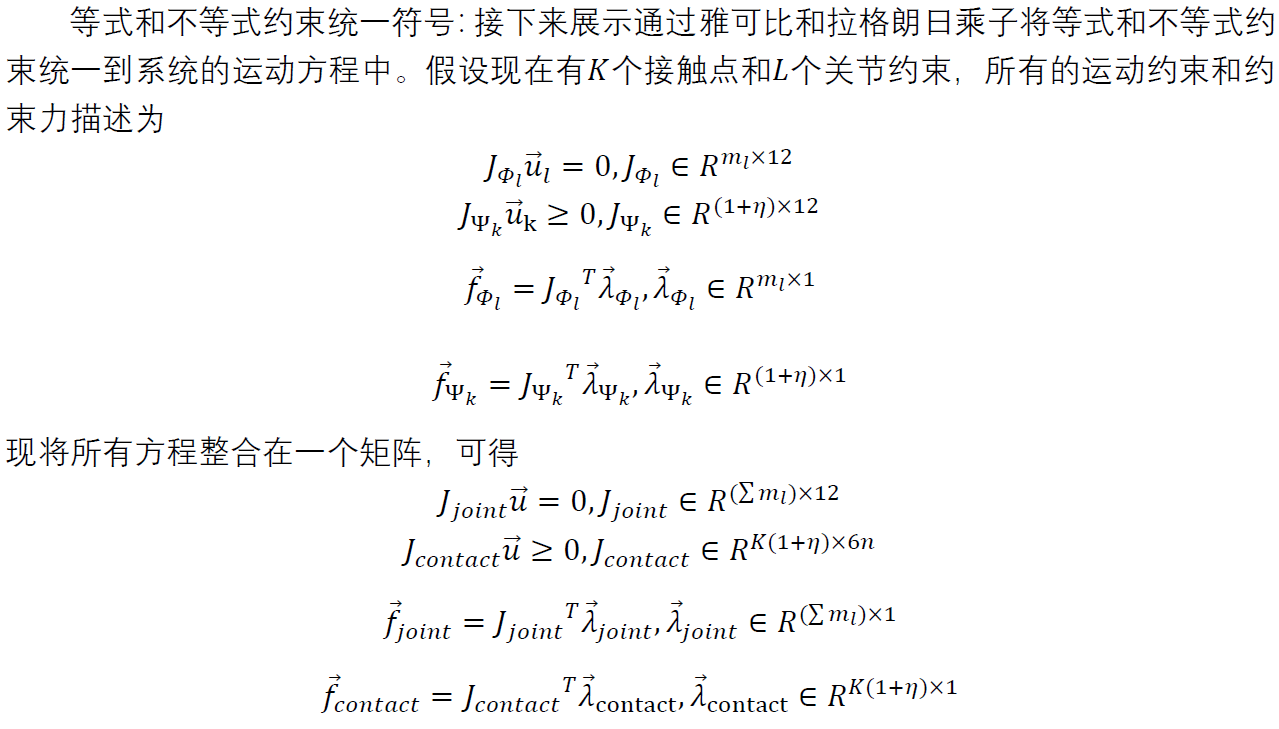 等式和不等式约束统一符号: 接下来展示通过雅可比和拉格朗日乘子将等式和不等式约
束统一到系统的运动方程中。假设现在有K个接触点和L个关节约束，所有的运动约束和约
束力描述为
$J_{\Phi_l}\vec{u}_l = 0, J_{\Phi_l} \in R^{m_l \times 12}$
$J_{\Psi_k}\vec{u}_{\mathrm{k}} \geq 0, J_{\Psi_k} \in R^{(1+\eta) \times 12}$
$\vec{f}_{\Phi_l} = {J_{\Phi_l}}^T \vec{\lambda}_{\Phi_l}, \vec{\lambda}_{\Phi_l} \in R^{m_l \times 1}$
$\vec{f}_{\Psi_k} = {J_{\Psi_k}}^T \vec{\lambda}_{\Psi_k}, \vec{\lambda}_{\Psi_k} \in R^{(1+\eta) \times 1}$
现将所有方程整合在一个矩阵，可得
$J_{joint}\vec{u} = 0, J_{joint} \in R^{(\sum m_l) \times 12}$
$J_{contact}\vec{u} \geq 0, J_{contact} \in R^{K(1+\eta) \times 6n}$
$\vec{f}_{joint} = {J_{joint}}^T \vec{\lambda}_{joint}, \vec{\lambda}_{joint} \in R^{(\sum m_l) \times 1}$
$\vec{f}_{contact} = {J_{contact}}^T \vec{\lambda}_{\mathrm{contact}}, \vec{\lambda}_{\mathrm{contact}} \in R^{K(1+\eta) \times 1}$